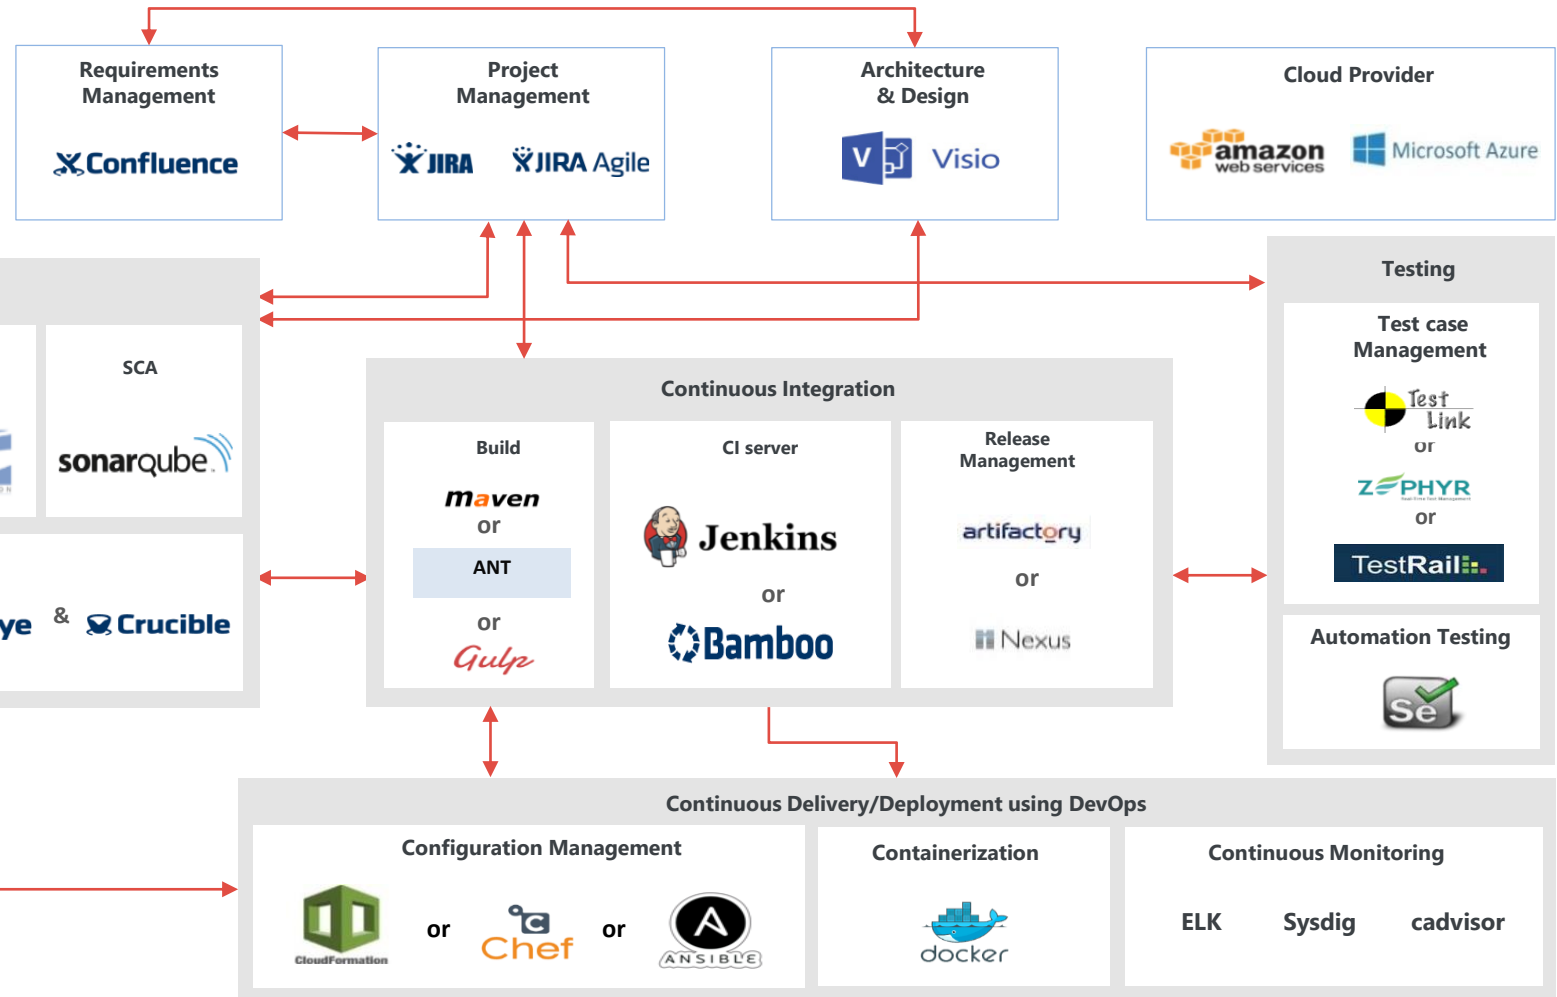 Requirements
Management
Confluence
Project
Management
JIRA
JIRA Agile
Architecture
& Design
V
Visio
Cloud Provider
amazon
web services
Microsoft Azure
SCA
sonarqube
ye
&
Crucible
Continuous Integration
Build
maven
or
ANT
or
Gulp
CI server
Jenkins
or
Bamboo
Release
Management
artifactory
or
Nexus
Testing
Test case
Management
Test
Link
or
ZEPHYR
or
TestRail
Automation Testing
Se
Continuous Delivery/Deployment using DevOps
Configuration Management
CloudFormation
or
C
Chef
or
A
ANSIBLE
Containerization
docker
Continuous Monitoring
ELK
Sysdig
cadvisor